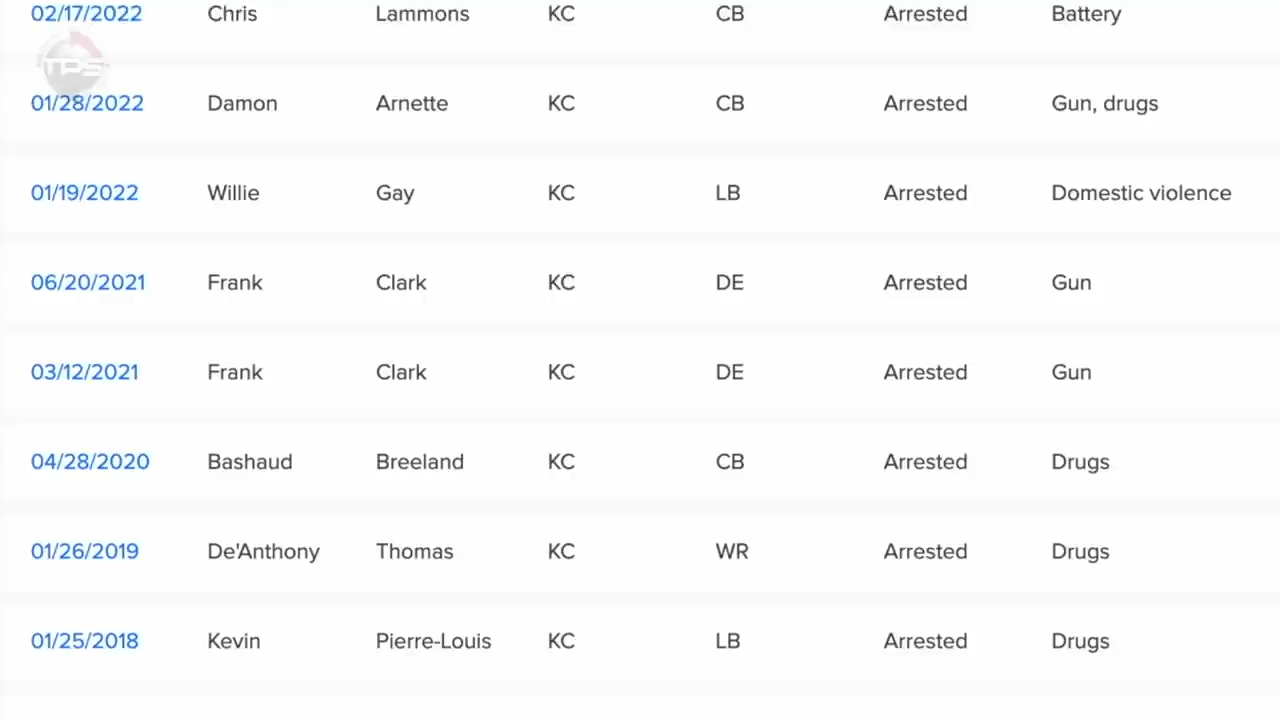 02/17/2022 Chris Lammons KC CB Arrested Battery
TPS
01/28/2022 Damon Arnette KC CB Arrested Gun, drugs
01/19/2022 Willie Gay KC LB Arrested Domestic violence
06/20/2021 Frank Clark KC DE Arrested Gun
03/12/2021 Frank Clark KC DE Arrested Gun
04/28/2020 Bashaud Breeland KC CB Arrested Drugs
01/26/2019 De'Anthony Thomas KC WR Arrested Drugs
01/25/2018 Kevin Pierre-Louis KC LB Arrested Drugs